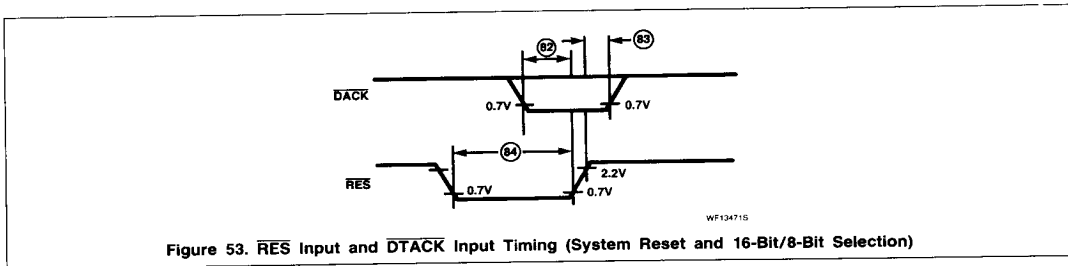 82 83
DACK
0.7V 0.7V
84
RES
0.7V 0.7V 2.2V
WF13471S
Figure 53. RES Input and DTACK Input Timing (System Reset and 16-Bit/8-Bit Selection)